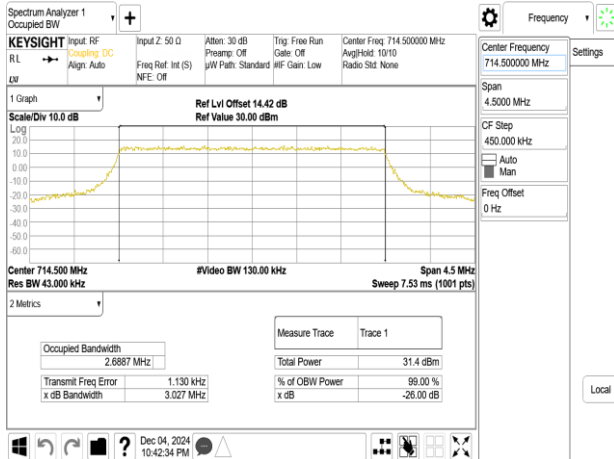 Spectrum Analyzer 1
Occupied BW
+
Frequency
KEYSIGHT
RL
LXI
Input: RF
Coupling: DC
Align: Auto
Input Z: 50 Ω
Freq Ref: Int (S)
NFE: Off
Atten: 30 dB
Preamp: Off
µW Path: Standard
Trig: Free Run
Gate: Off
#IF Gain: Low
Center Freq: 714.500000 MHz
Avg|Hold: 10/10
Radio Std: None
Center Frequency
714.500000 MHz
Settings
Span
4.5000 MHz
CF Step
450.000 kHz
Auto
Man
Freq Offset
0 Hz
Local
1 Graph
Scale/Div 10.0 dB
Ref Lvl Offset 14.42 dB
Ref Value 30.00 dBm
Log
20.0
10.0
0.00
-10.0
-20.0
-30.0
-40.0
-50.0
-60.0
Center 714.500 MHz
Res BW 43.000 kHz
#Video BW 130.00 kHz
Span 4.5 MHz
Sweep 7.53 ms (1001 pts)
2 Metrics
Occupied Bandwidth
2.6887 MHz
Transmit Freq Error 1.130 kHz
x dB Bandwidth 3.027 MHz
Measure Trace Trace 1
Total Power 31.4 dBm
% of OBW Power 99.00 %
x dB -26.00 dB
?
Dec 04, 2024
10:42:34 PM